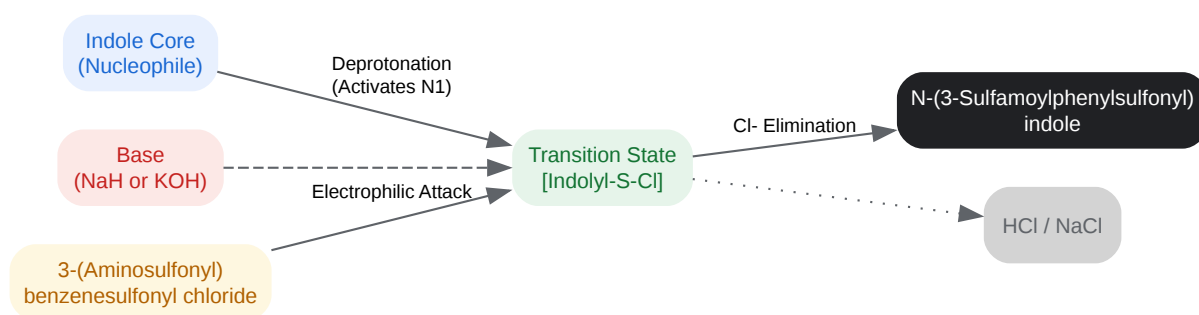 Indole Core
(Nucleophile)
Deprotonation
(Activates N1)
Base
(NaH or KOH)
Electrophilic Attack
3-(Aminosulfonyl)
benzenesulfonyl chloride
Transition State
[Indolyl-S-Cl]
Cl- Elimination
N-(3-Sulfamoylphenylsulfonyl)
indole
HCl / NaCl